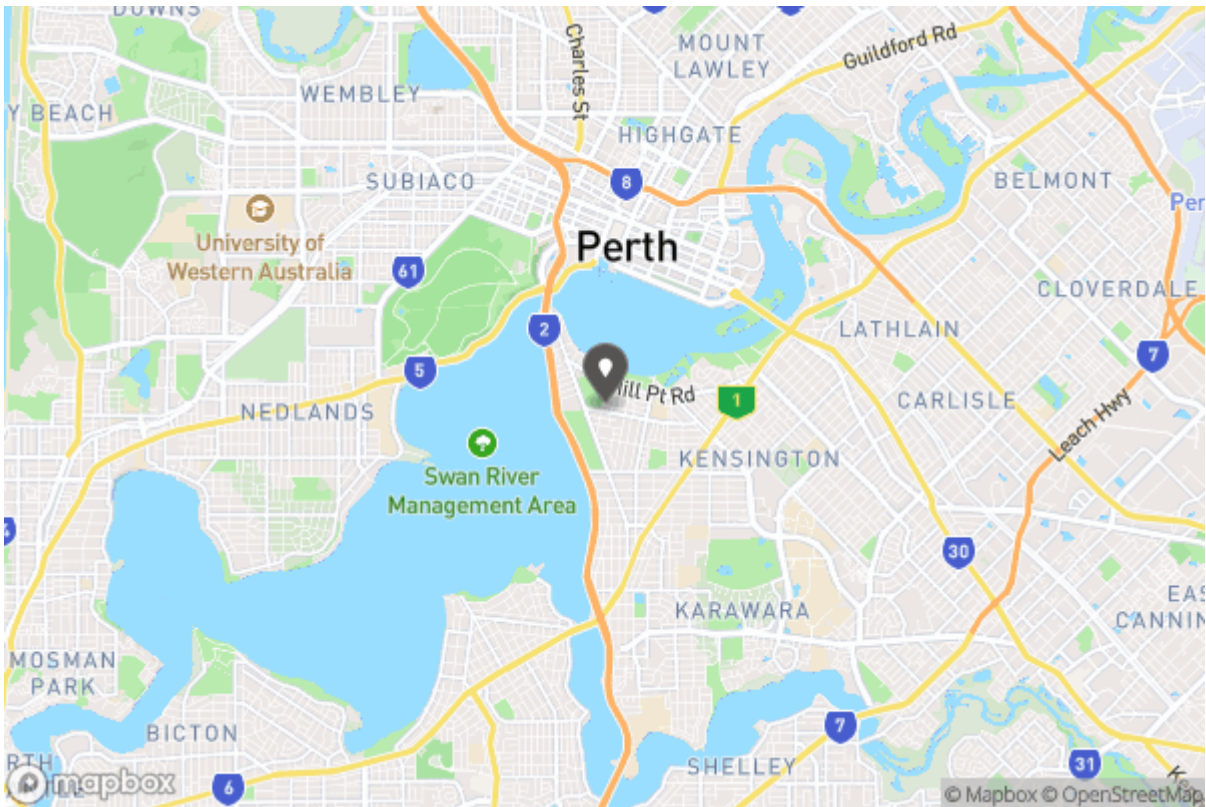 DOWNS
Charles St
MOUNT
LAWLEY
Guildford Rd
WEMBLEY
Y BEACH
HIGHGATE
SUBIACO
8
BELMONT
Per
University of
Western Australia
Perth
61
CLOVERDALE
2
LATHLAIN
7
5
ill Pt Rd
1
NEDLANDS
CARLISLE
Leach Hwy
KENSINGTON
Swan River
Management Area
30
KARAWARA
EAS
CANNIN
MOSMAN
PARK
BICTON
7
SHELLEY
RTH
31
6
mapbox
© Mapbox © OpenStreetMap